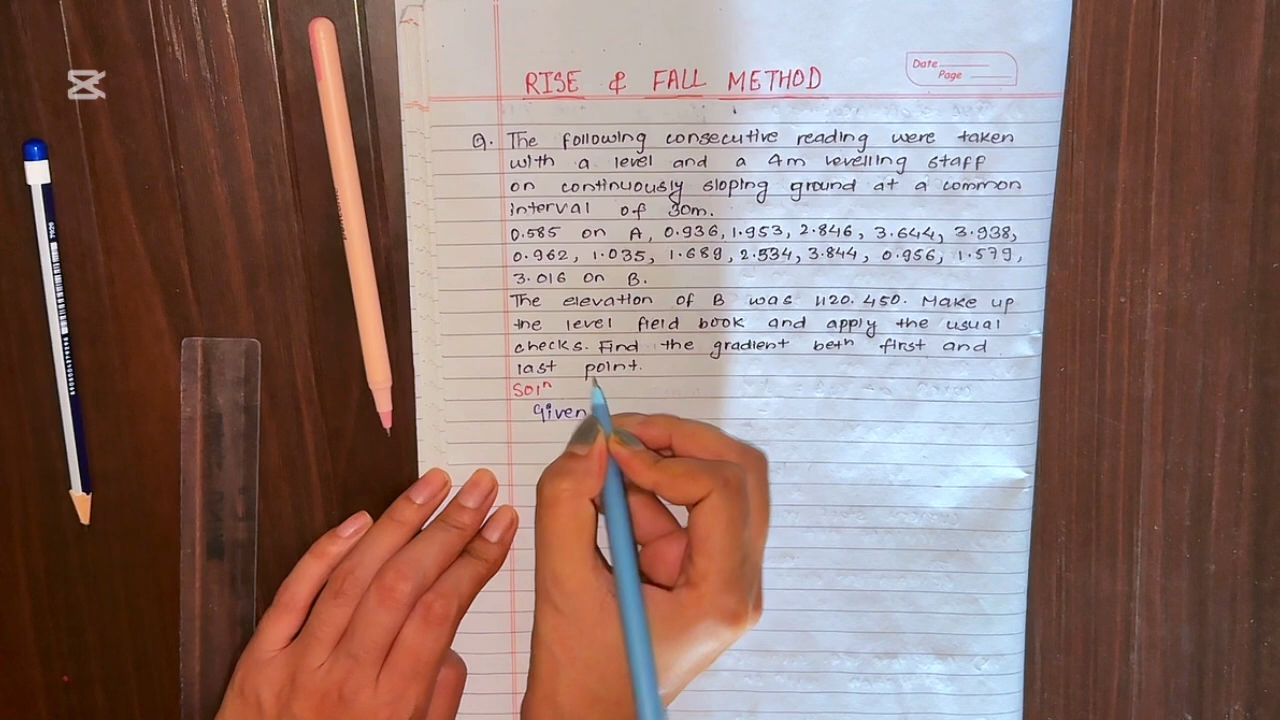 Date
Page
RISE & FALL METHOD
Q. The following consecutive reading were taken
with a level and a 4m levelling staff
on continuously sloping ground at a common
interval of 30m.
0.585 on A, 0.936, 1.953, 2.846, 3.644, 3.938,
0.962, 1.035, 1.689, 2.534, 3.844, 0.956, 1.579,
3.016 on B.
The elevation of B was 1120.450. Make up
the level field book and apply the usual
checks. Find the gradient betn first and
last point.
Soln
Given